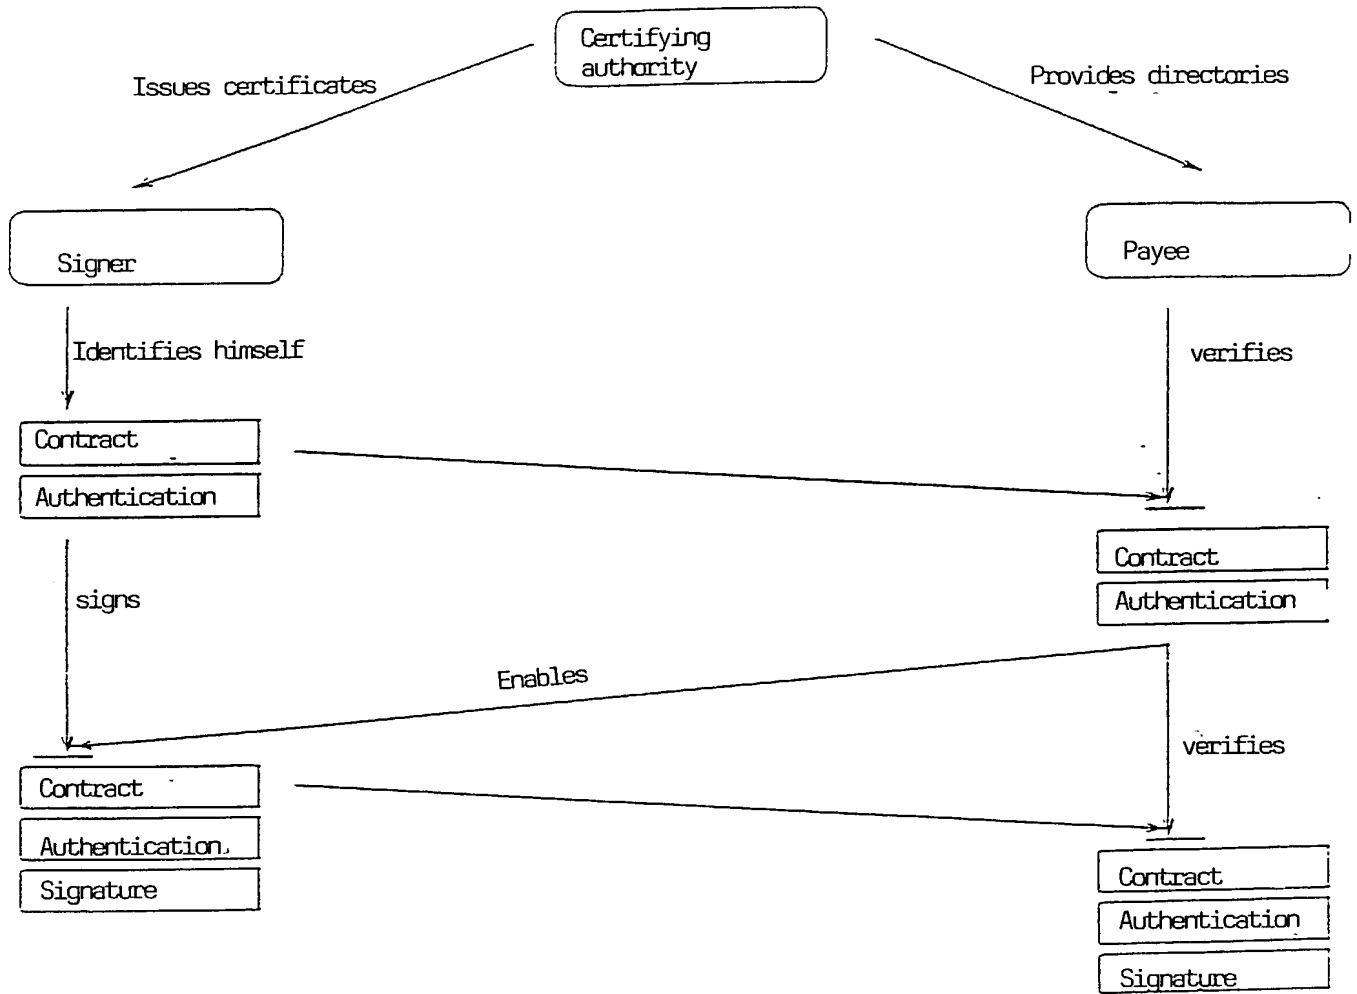 Certifying
authority
Issues certificates
Provides directories
Signer
Payee
Identifies himself
verifies
Contract
Authentication
Contract
Authentication
signs
Enables
verifies
Contract
Authentication
Signature
Contract
Authentication
Signature